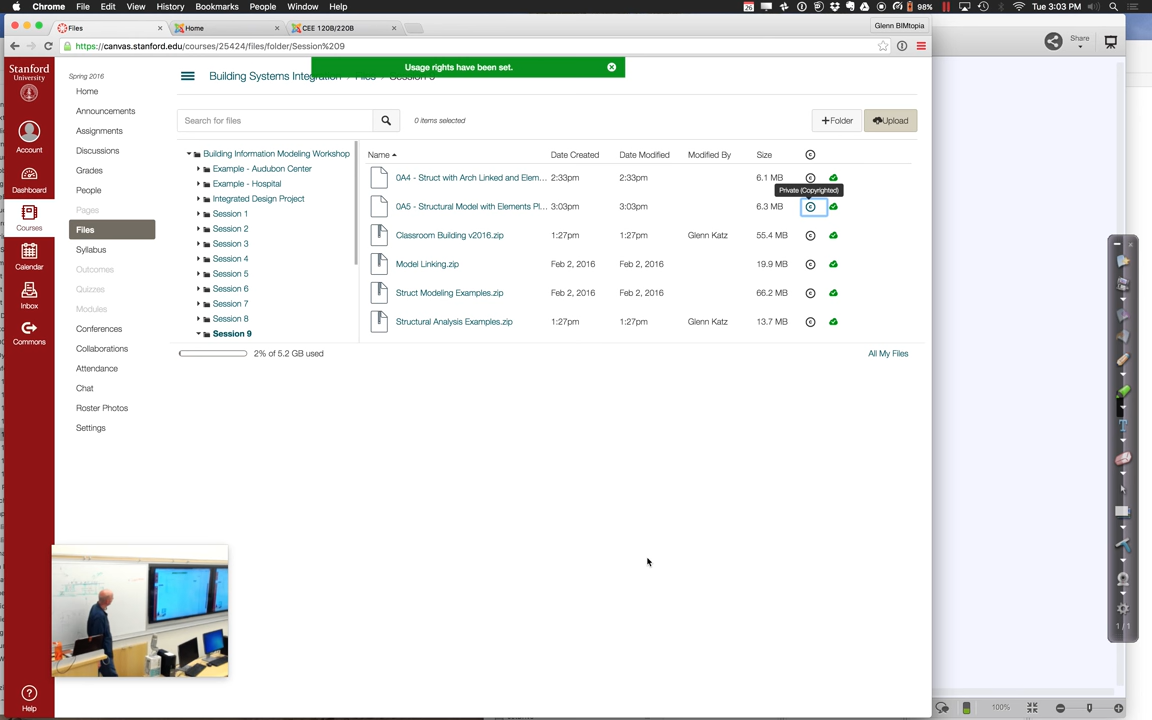 Chrome File Edit View History Bookmarks People Window Help 26 98% Tue 3:03 PM
Files Home CEE 120B/220B Glenn BIMtopia
https://canvas.stanford.edu/courses/25424/files/folder/Session%209
Share
Usage rights have been set.
Stanford
University
Account
Dashboard
Courses
Calendar
Inbox
Commons
Help
Spring 2016
Home
Announcements
Assignments
Discussions
Grades
People
Pages
Files
Syllabus
Outcomes
Quizzes
Modules
Conferences
Collaborations
Attendance
Chat
Roster Photos
Settings
Building Systems Integration
Search for files
0 items selected
+Folder
Upload
Building Information Modeling Workshop
Example - Audubon Center
Example - Hospital
Integrated Design Project
Session 1
Session 2
Session 3
Session 4
Session 5
Session 6
Session 7
Session 8
Session 9
Name Date Created Date Modified Modified By Size
0A4 - Struct with Arch Linked and Elem... 2:33pm 2:33pm 6.1 MB
Private (Copyrighted)
0A5 - Structural Model with Elements Pl... 3:03pm 3:03pm 6.3 MB
Classroom Building v2016.zip 1:27pm 1:27pm Glenn Katz 55.4 MB
Model Linking.zip Feb 2, 2016 Feb 2, 2016 19.9 MB
Struct Modeling Examples.zip Feb 2, 2016 Feb 2, 2016 66.2 MB
Structural Analysis Examples.zip 1:27pm 1:27pm Glenn Katz 13.7 MB
2% of 5.2 GB used
All My Files
1 / 1
100%